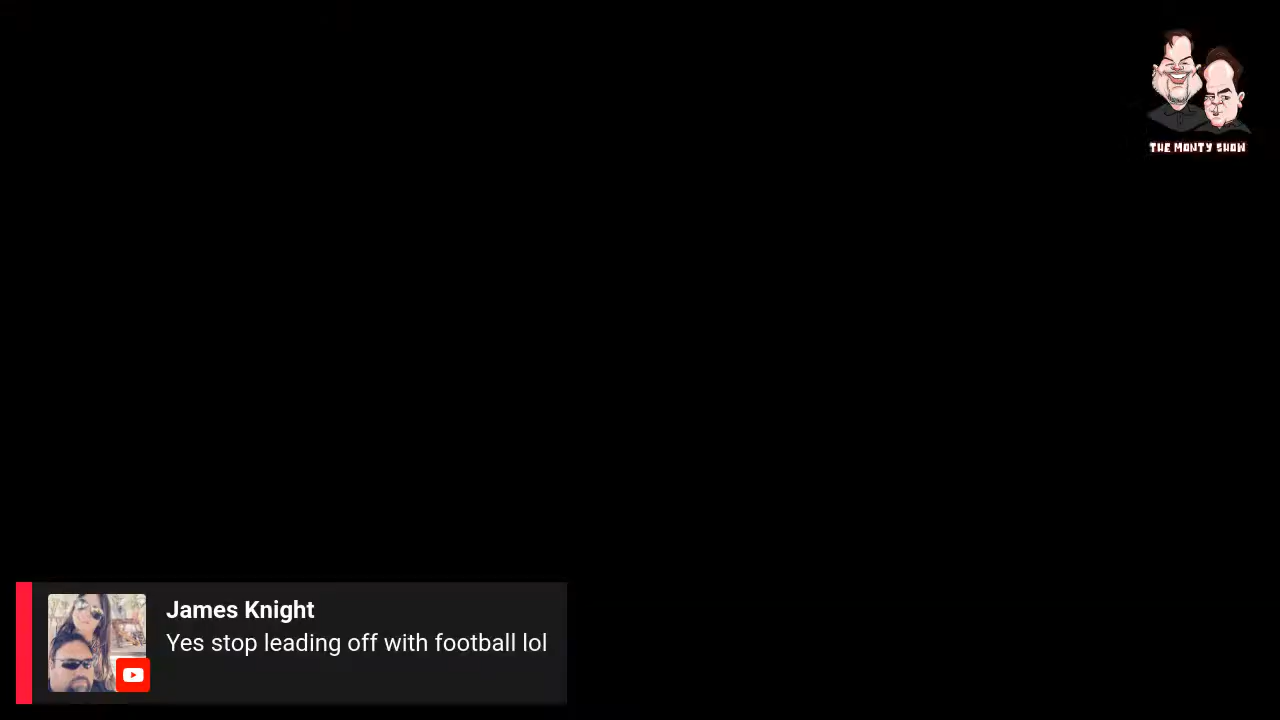 THE MONTY SHOW
James Knight
Yes stop leading off with football lol